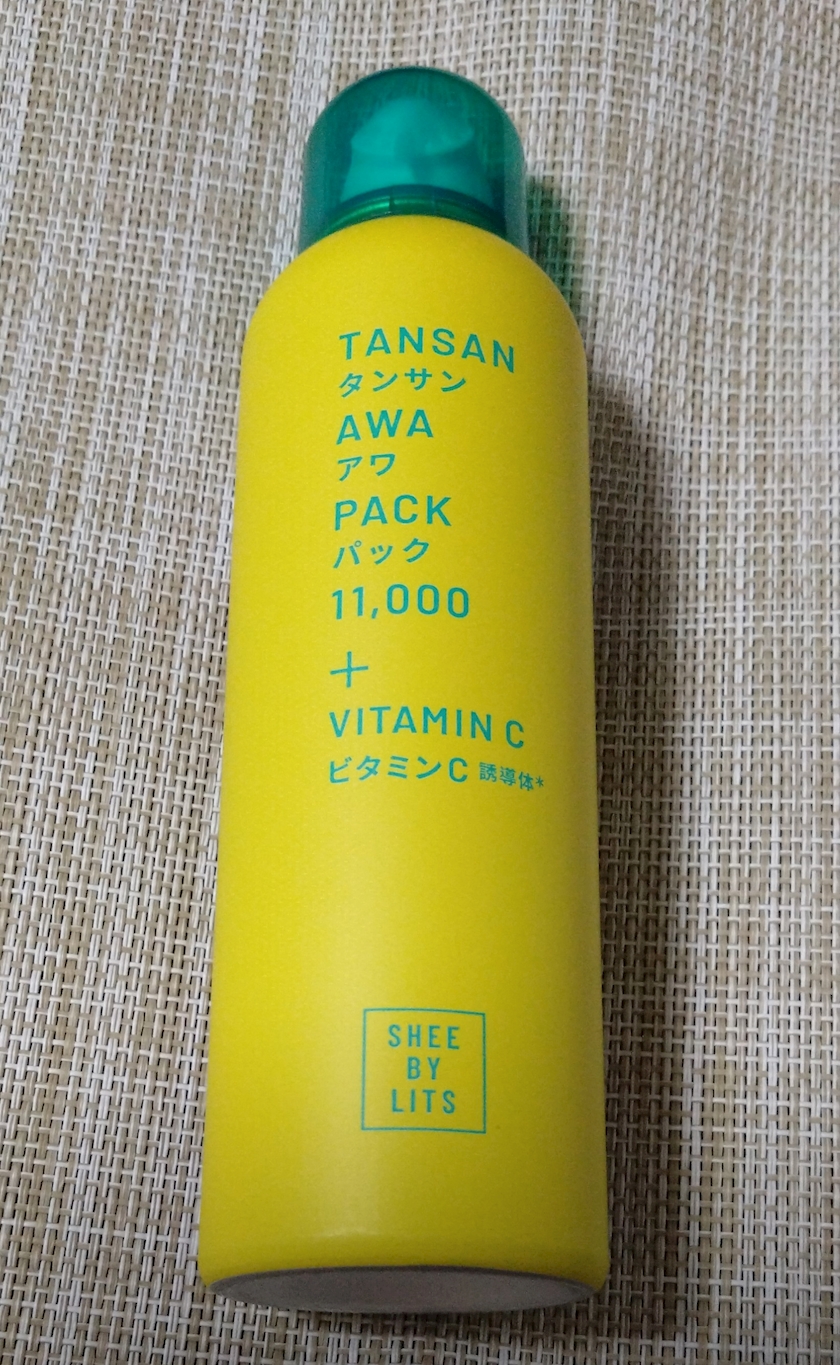 TANSAN
タンサン
AWA
アワ
PACK
パック
11,000
+
VITAMIN C
ビタミンC 誘導体*
SHEE
BY
LITS